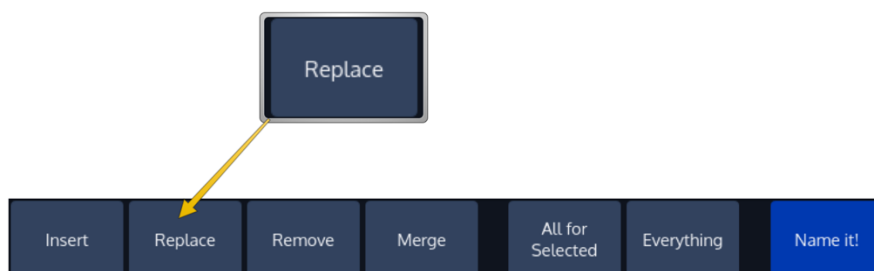 Replace
Insert
Replace
Remove
Merge
All for
Selected
Everything
Name it!